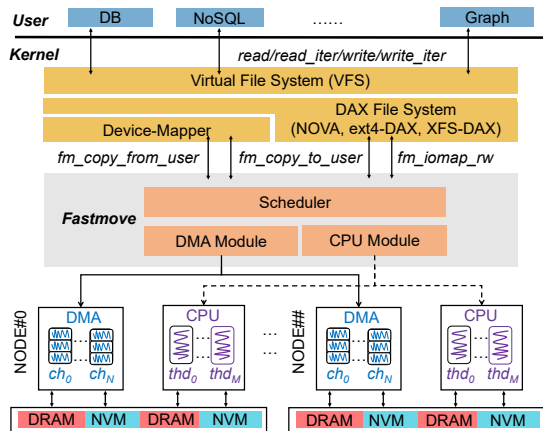 User
DB
NoSQL
......
Graph
Kernel
read/read_iter/write/write_iter
Virtual File System (VFS)
DAX File System
(NOVA, ext4-DAX, XFS-DAX)
Device-Mapper
fm_copy_from_user
fm_copy_to_user
fm_iomap_rw
Fastmove
Scheduler
DMA Module
CPU Module
NODE#0
DMA
... ...
ch0 chN
CPU
... ...
thd0 thdM
...
...
NODE##
DMA
... ...
ch0 chN
CPU
... ...
thd0 thdM
DRAM NVM DRAM NVM
DRAM NVM DRAM NVM